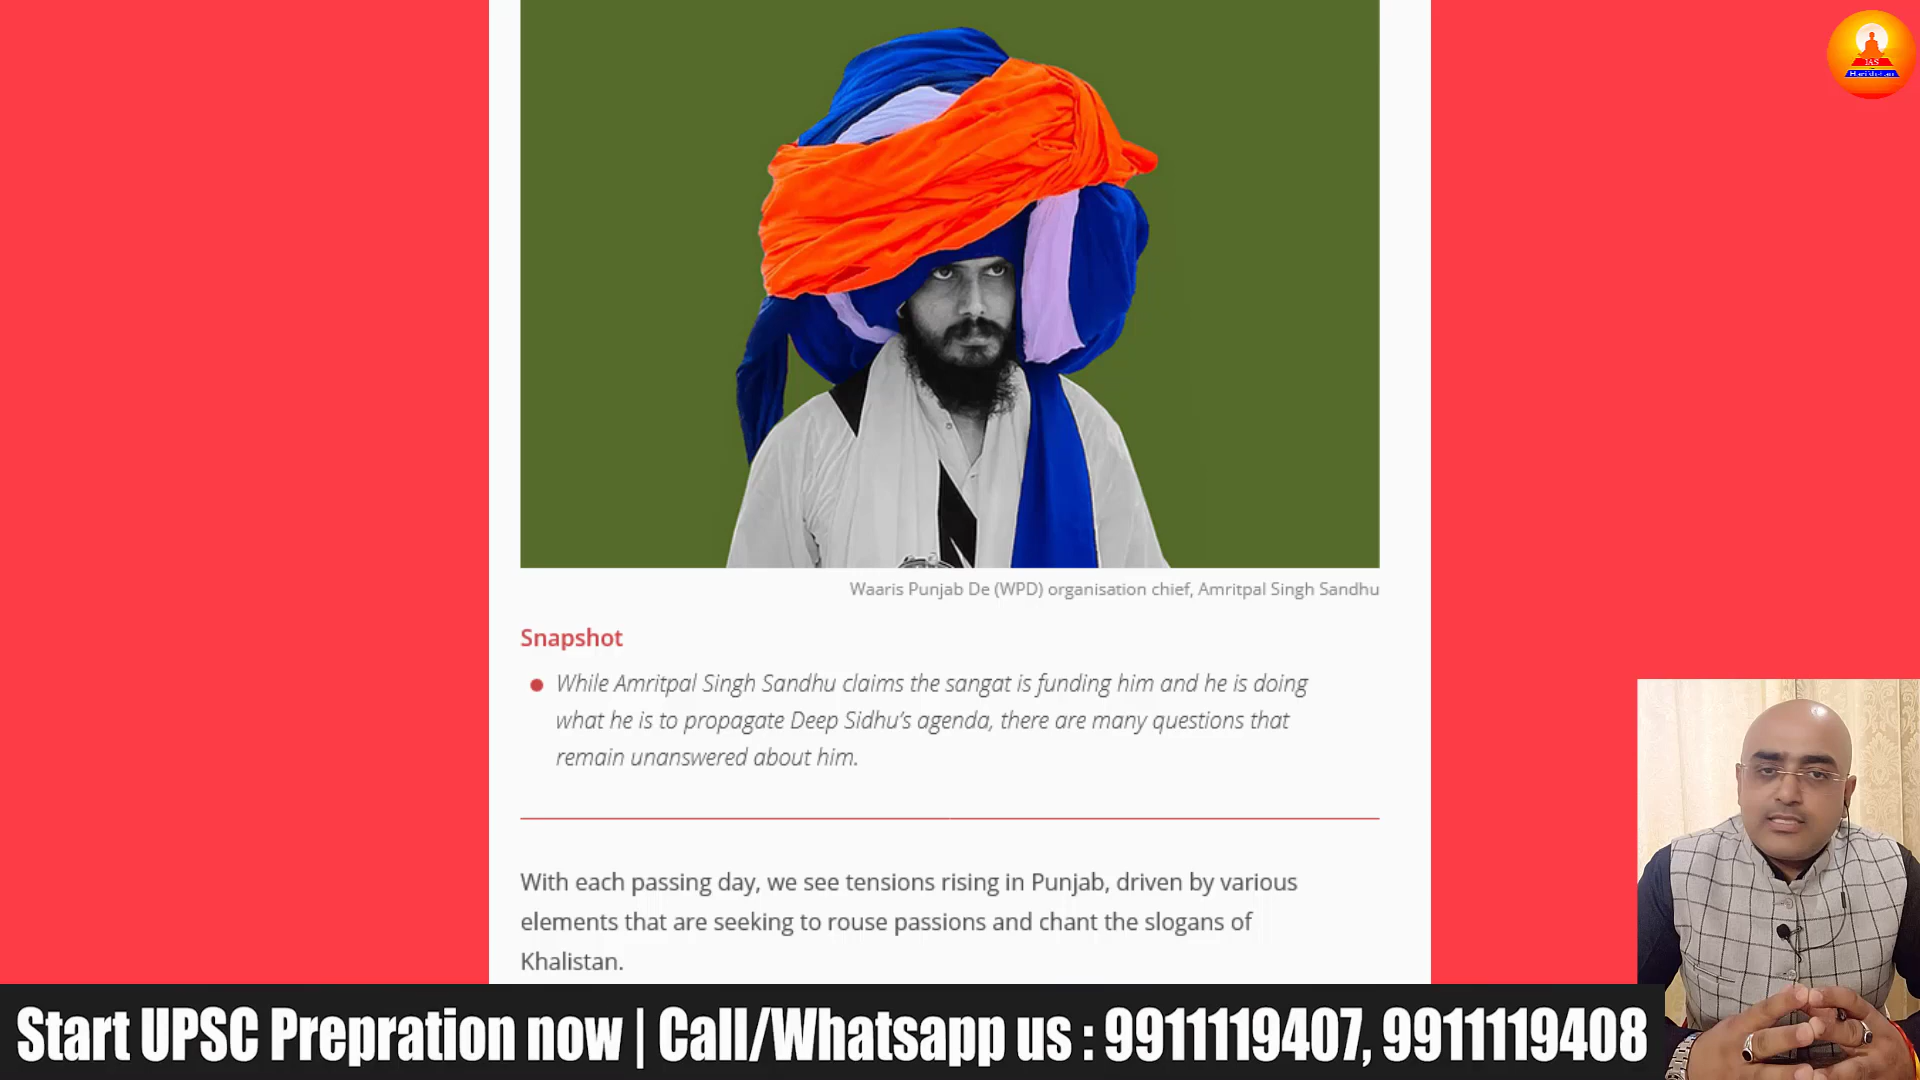 IAS
Waaris Punjab De (WPD) organisation chief, Amritpal Singh Sandhu
Snapshot
While Amritpal Singh Sandhu claims the sangat is funding him and he is doing
what he is to propagate Deep Sidhu’s agenda, there are many questions that
remain unanswered about him.
With each passing day, we see tensions rising in Punjab, driven by various
elements that are seeking to rouse passions and chant the slogans of
Khalistan.
Start UPSC Prepration now | Call/Whatsapp us : 9911119407, 9911119408